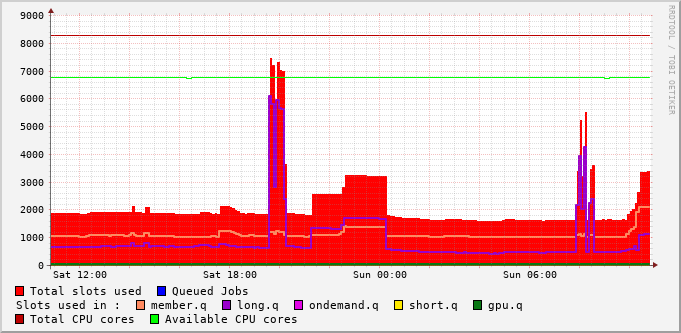 9000
8000
7000
6000
5000
4000
3000
2000
1000
0
Sat 12:00 Sat 18:00 Sun 00:00 Sun 06:00
RRDTOOL / TOBI OETIKER
Total slots used Queued Jobs
Slots used in : member.q long.q ondemand.q short.q gpu.q
Total CPU cores Available CPU cores